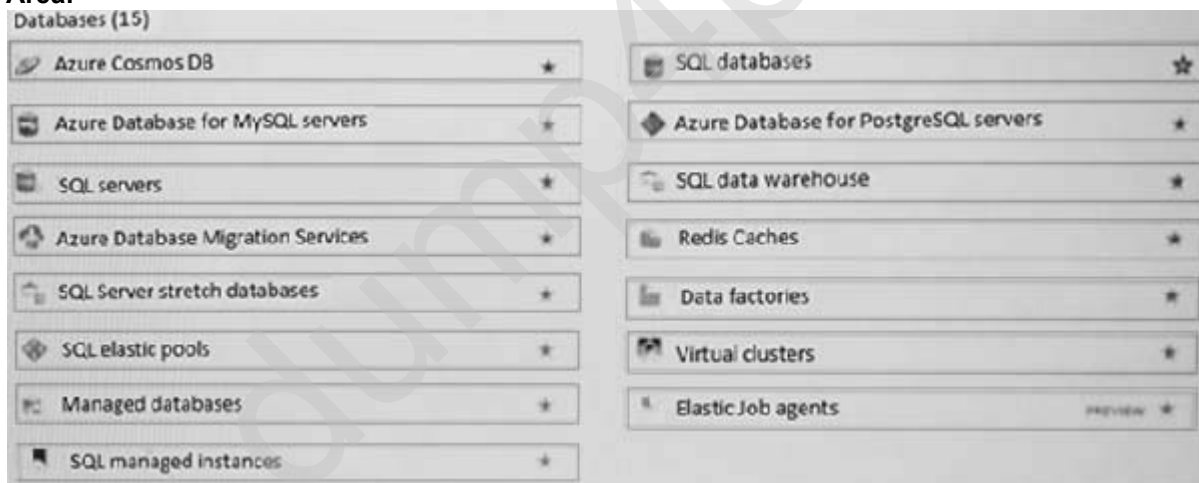 Databases (15)
Azure Cosmos DB
SQL databases
Azure Database for MySQL servers
Azure Database for PostgreSQL servers
SQL servers
SQL data warehouse
Azure Database Migration Services
Redis Caches
SQL Server stretch databases
Data factories
SQL elastic pools
Virtual clusters
Managed databases
Elastic Job agents PREVIEW
SQL managed instances